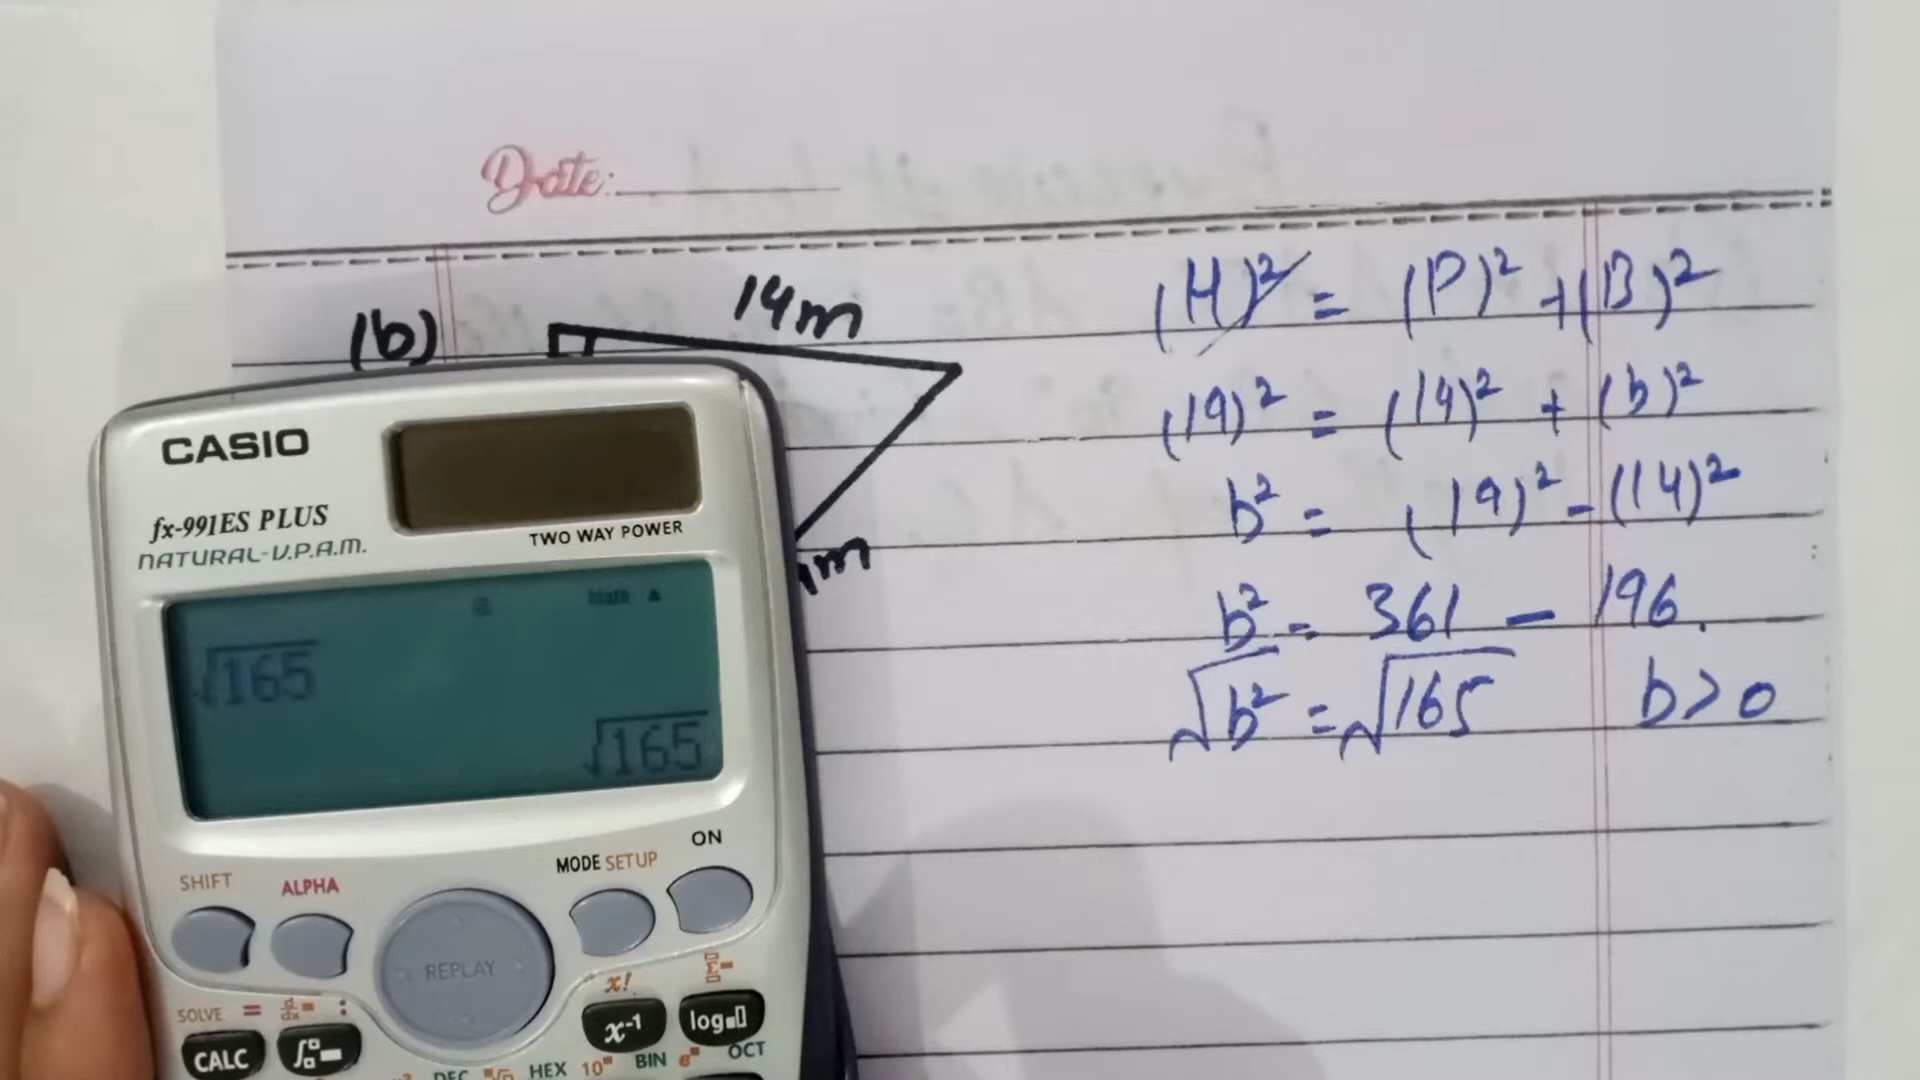 Date:
(b)
14m
m
(H)² = (P)² + (B)²
(19)² = (14)² + (b)²
b² = (19)² - (14)²
b² = 361 - 196.
√b² = √165 b > 0
CASIO
fx-991ES PLUS
NATURAL-V.P.A.M.
TWO WAY POWER
Math ▲
√165
√165
SHIFT ALPHA MODE SETUP ON
REPLAY
SOLVE = d/dx = : x! Σ=
CALC ∫ x⁻¹ log
DEC HEX 10 BIN e OCT